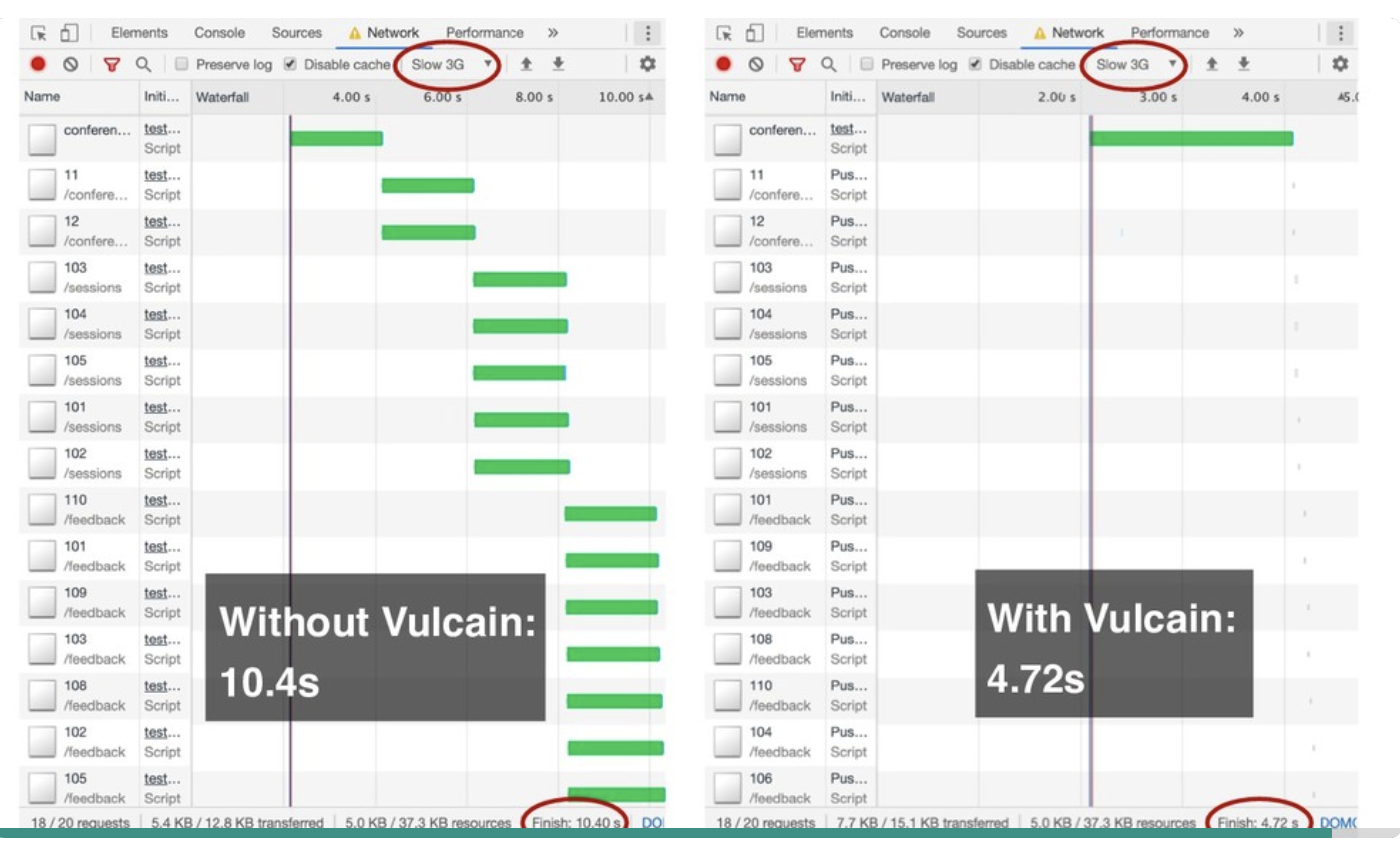 Elements Console Sources Network Performance »
Preserve log Disable cache Slow 3G
Name Initi... Waterfall 4.00 s 6.00 s 8.00 s 10.00 s
conferen... test...
Script
11 test...
/confere... Script
12 test...
/confere... Script
103 test...
/sessions Script
104 test...
/sessions Script
105 test...
/sessions Script
101 test...
/sessions Script
102 test...
/sessions Script
110 test...
/feedback Script
101 test...
/feedback Script
109 test...
/feedback Script
103 test...
/feedback Script
108 test...
/feedback Script
102 test...
/feedback Script
105 test...
/feedback Script
Without Vulcain:
10.4s
18 / 20 requests 5.4 KB / 12.8 KB transferred 5.0 KB / 37.3 KB resources Finish: 10.40 s DO
Elements Console Sources Network Performance »
Preserve log Disable cache Slow 3G
Name Initi... Waterfall 2.00 s 3.00 s 4.00 s 5.0
conferen... test...
Script
11 Pus...
/confere... Script
12 Pus...
/confere... Script
103 Pus...
/sessions Script
104 Pus...
/sessions Script
105 Pus...
/sessions Script
101 Pus...
/sessions Script
102 Pus...
/sessions Script
101 Pus...
/feedback Script
109 Pus...
/feedback Script
103 Pus...
/feedback Script
108 Pus...
/feedback Script
110 Pus...
/feedback Script
104 Pus...
/feedback Script
106 Pus...
/feedback Script
With Vulcain:
4.72s
18 / 20 requests 7.7 KB / 15.1 KB transferred 5.0 KB / 37.3 KB resources Finish: 4.72 s DOMC